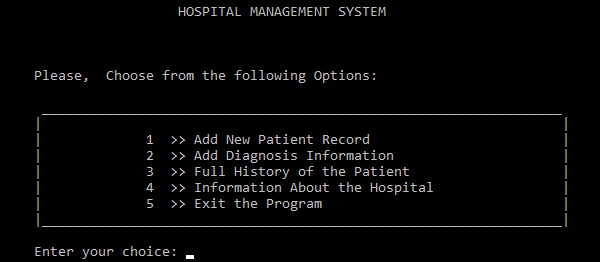 HOSPITAL MANAGEMENT SYSTEM
Please,  Choose from the following Options:
1  >> Add New Patient Record
2  >> Add Diagnosis Information
3  >> Full History of the Patient
4  >> Information About the Hospital
5  >> Exit the Program
Enter your choice: